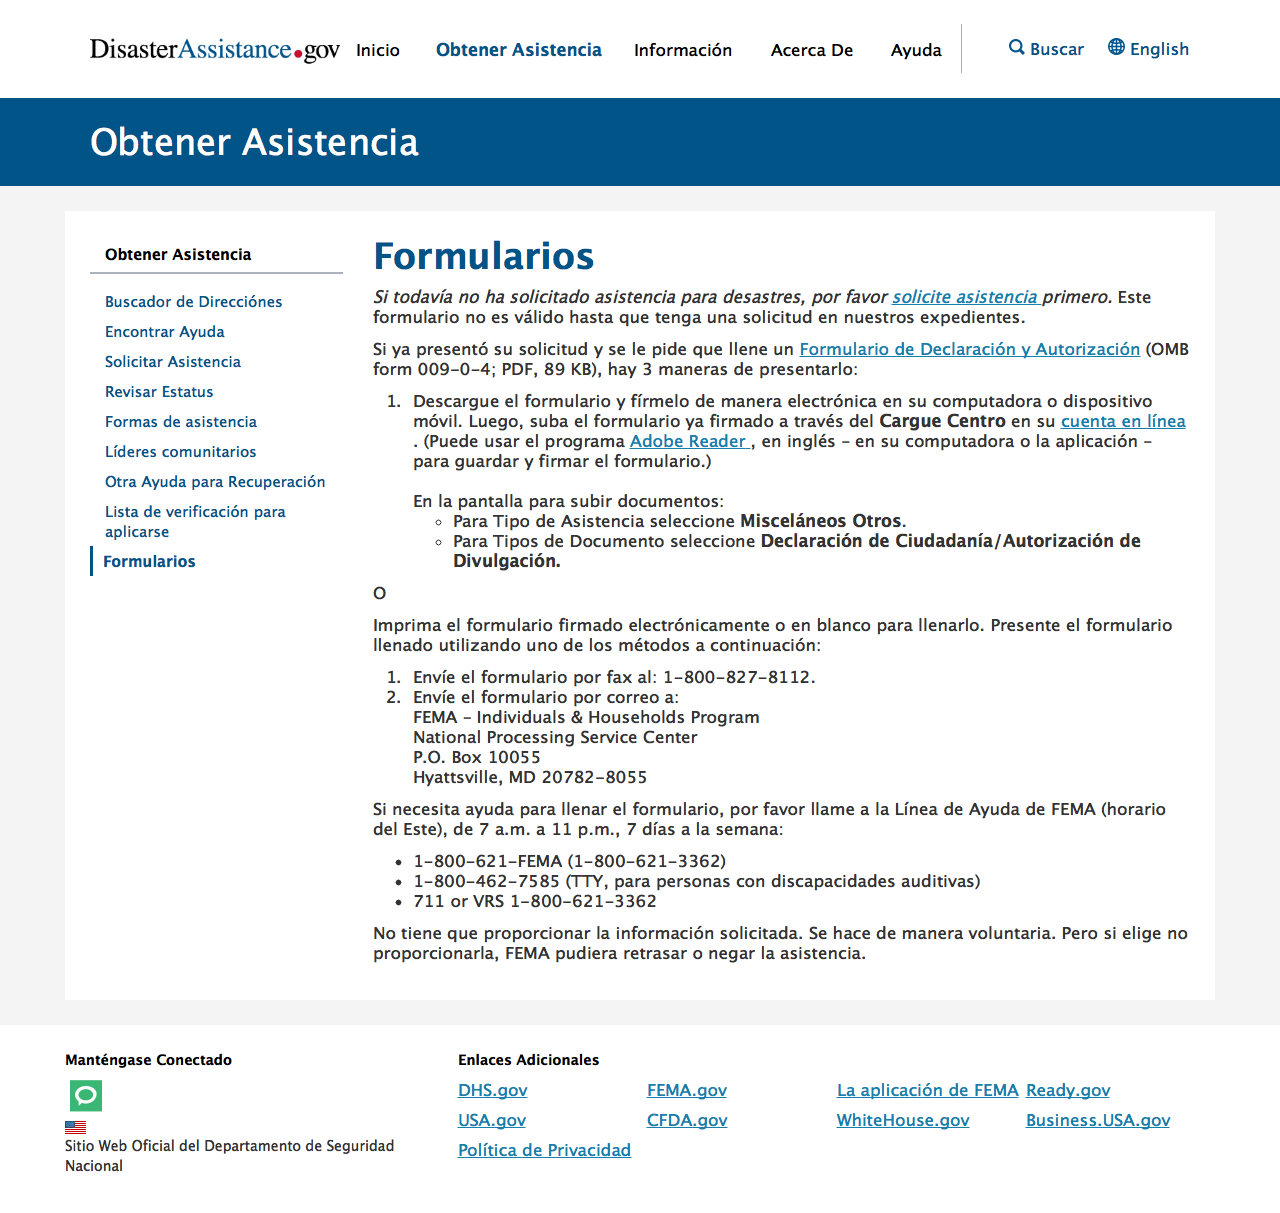 DisasterAssistance.gov
Inicio
Obtener Asistencia
Información
Acerca De
Ayuda
Buscar
English
Obtener Asistencia
Obtener Asistencia
Buscador de Direcciónes
Encontrar Ayuda
Solicitar Asistencia
Revisar Estatus
Formas de asistencia
Líderes comunitarios
Otra Ayuda para Recuperación
Lista de verificación para
aplicarse
Formularios
Formularios
Si todavía no ha solicitado asistencia para desastres, por favor solicite asistencia primero. Este
formulario no es válido hasta que tenga una solicitud en nuestros expedientes.
Si ya presentó su solicitud y se le pide que llene un Formulario de Declaración y Autorización (OMB
form 009-0-4; PDF, 89 KB), hay 3 maneras de presentarlo:
1. Descargue el formulario y fírmelo de manera electrónica en su computadora o dispositivo
móvil. Luego, suba el formulario ya firmado a través del Cargue Centro en su cuenta en línea
. (Puede usar el programa Adobe Reader , en inglés – en su computadora o la aplicación –
para guardar y firmar el formulario.)
En la pantalla para subir documentos:
◦ Para Tipo de Asistencia seleccione Misceláneos Otros.
◦ Para Tipos de Documento seleccione Declaración de Ciudadanía/Autorización de
Divulgación.
O
Imprima el formulario firmado electrónicamente o en blanco para llenarlo. Presente el formulario
llenado utilizando uno de los métodos a continuación:
1. Envíe el formulario por fax al: 1-800-827-8112.
2. Envíe el formulario por correo a:
FEMA – Individuals & Households Program
National Processing Service Center
P.O. Box 10055
Hyattsville, MD 20782-8055
Si necesita ayuda para llenar el formulario, por favor llame a la Línea de Ayuda de FEMA (horario
del Este), de 7 a.m. a 11 p.m., 7 días a la semana:
• 1-800-621-FEMA (1-800-621-3362)
• 1-800-462-7585 (TTY, para personas con discapacidades auditivas)
• 711 or VRS 1-800-621-3362
No tiene que proporcionar la información solicitada. Se hace de manera voluntaria. Pero si elige no
proporcionarla, FEMA pudiera retrasar o negar la asistencia.
Manténgase Conectado
Sitio Web Oficial del Departamento de Seguridad
Nacional
Enlaces Adicionales
DHS.gov
FEMA.gov
La aplicación de FEMA
Ready.gov
USA.gov
CFDA.gov
WhiteHouse.gov
Business.USA.gov
Política de Privacidad